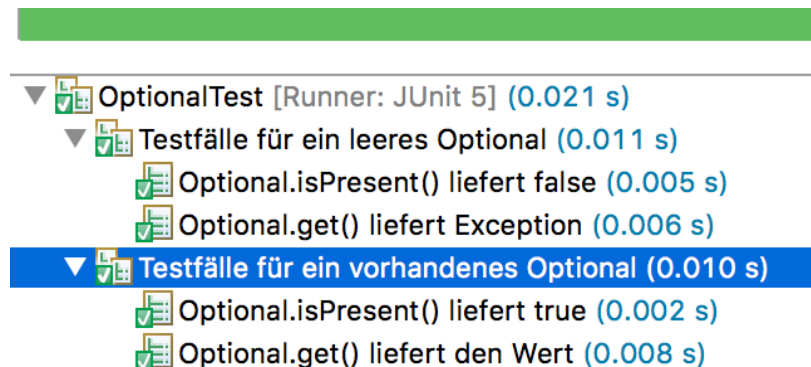 OptionalTest [Runner: JUnit 5] (0.021 s)
Testfälle für ein leeres Optional (0.011 s)
Optional.isPresent() liefert false (0.005 s)
Optional.get() liefert Exception (0.006 s)
Testfälle für ein vorhandenes Optional (0.010 s)
Optional.isPresent() liefert true (0.002 s)
Optional.get() liefert den Wert (0.008 s)